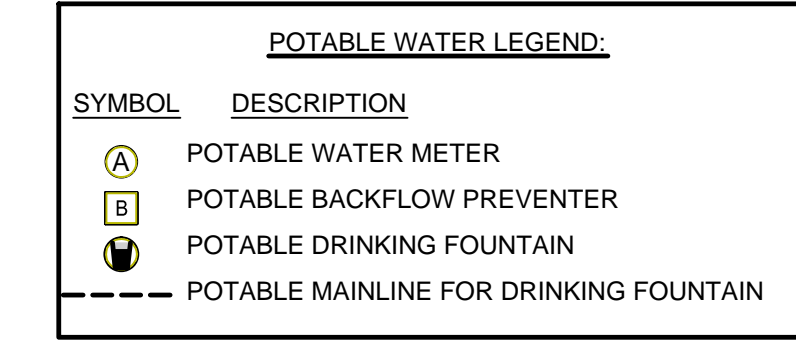 POTABLE WATER LEGEND:
SYMBOL DESCRIPTION
A POTABLE WATER METER
B POTABLE BACKFLOW PREVENTER
POTABLE DRINKING FOUNTAIN
POTABLE MAINLINE FOR DRINKING FOUNTAIN